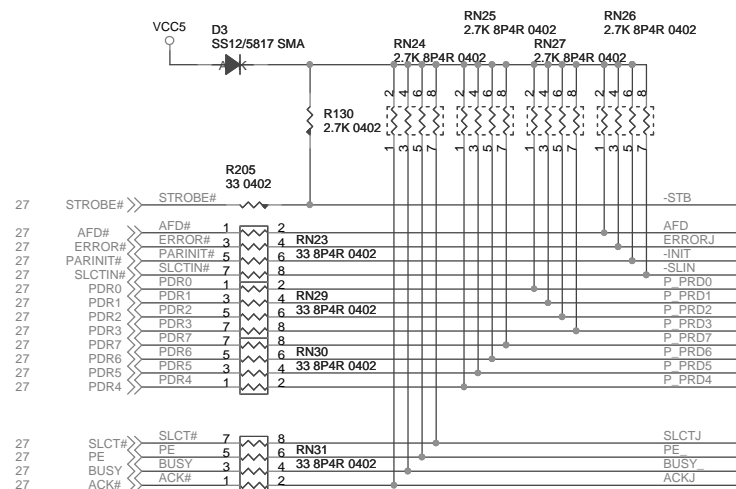 RN25
2.7K 8P4R 0402
RN26
2.7K 8P4R 0402
VCC5
D3
SS12/5817 SMA
RN24
2.7K 8P4R 0402
RN27
2.7K 8P4R 0402
A K
2 4 6 8 2 4 6 8 2 4 6 8 2 4 6 8
R130
2.7K 0402
1 3 5 7 1 3 5 7 1 3 5 7 1 3 5 7
R205
33 0402
27 STROBE# STROBE# -STB
27 AFD# AFD# 1 2 AFD
27 ERROR# ERROR# 3 4 RN23 ERRORJ
27 PARINIT# PARINIT# 5 6 33 8P4R 0402 -INIT
27 SLCTIN# SLCTIN# 7 8 -SLIN
27 PDR0 PDR0 1 2 P_PRD0
27 PDR1 PDR1 3 4 RN29 P_PRD1
27 PDR2 PDR2 5 6 33 8P4R 0402 P_PRD2
27 PDR3 PDR3 7 8 P_PRD3
27 PDR7 PDR7 7 8 P_PRD7
27 PDR6 PDR6 5 6 RN30 P_PRD6
27 PDR5 PDR5 3 4 33 8P4R 0402 P_PRD5
27 PDR4 PDR4 1 2 P_PRD4
27 SLCT# SLCT# 7 8 SLCTJ
27 PE PE 5 6 RN31 PE_
27 BUSY BUSY 3 4 33 8P4R 0402 BUSY_
27 ACK# ACK# 1 2 ACKJ